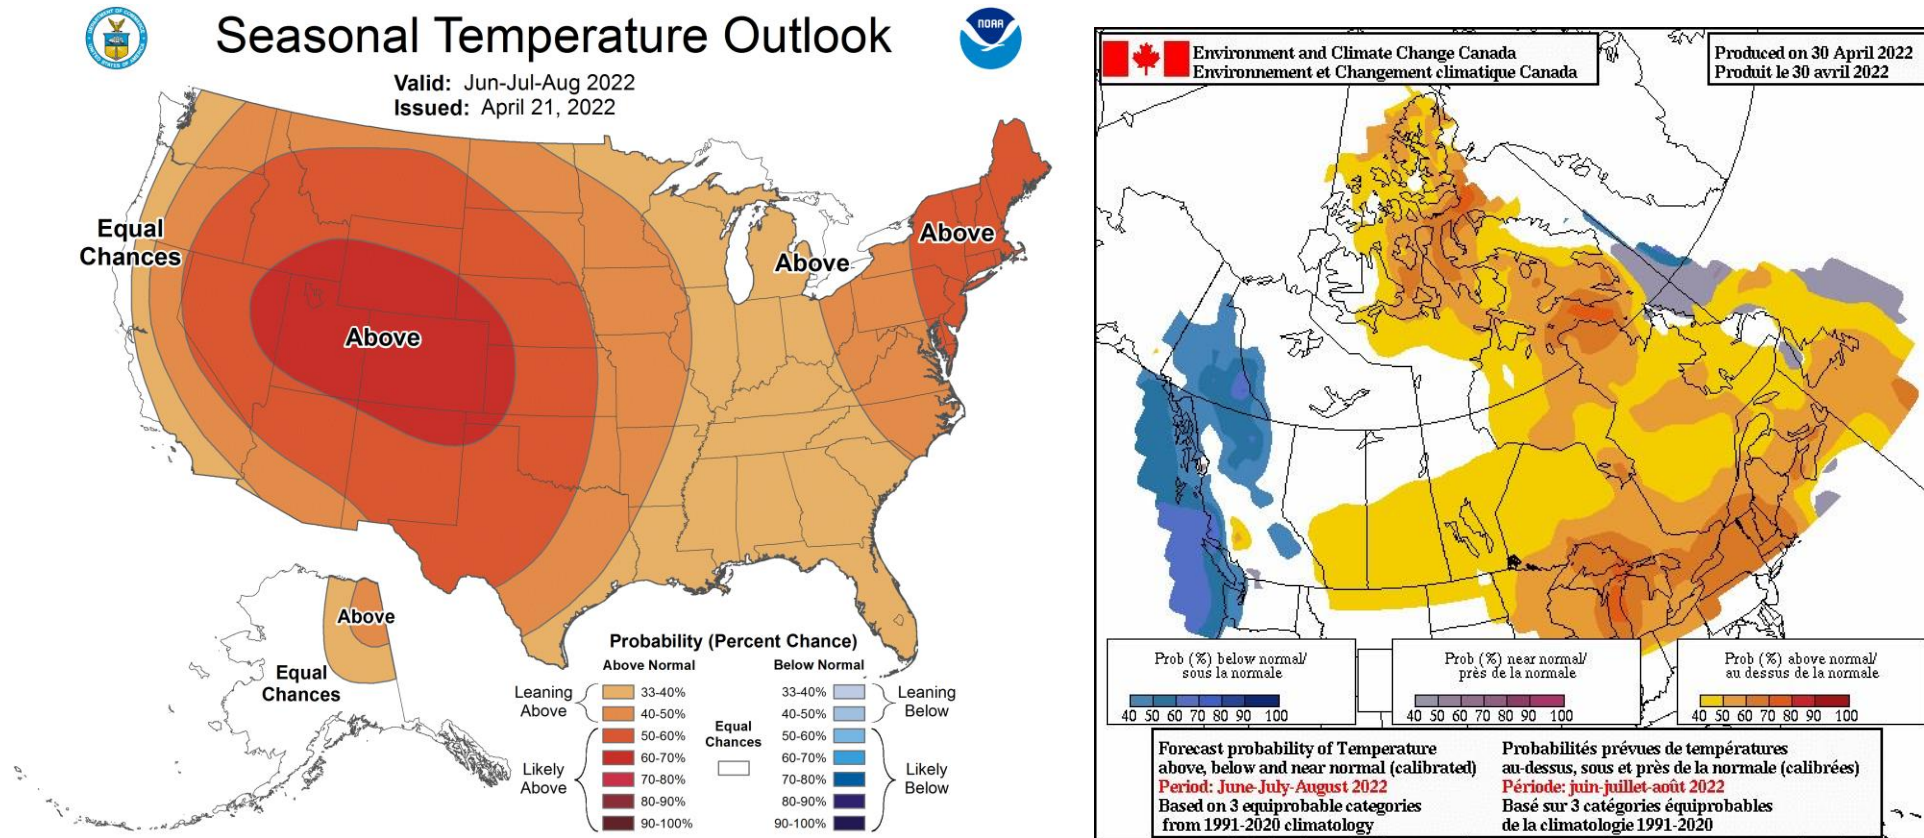 Seasonal Temperature Outlook
NOAA
Valid: Jun-Jul-Aug 2022
Issued: April 21, 2022
Equal
Chances
Above
Above
Above
Above
Equal
Chances
Probability (Percent Chance)
Above Normal
Below Normal
Leaning
Above
33-40%
40-50%
Likely
Above
50-60%
60-70%
70-80%
80-90%
90-100%
Equal
Chances
33-40%
40-50%
Leaning
Below
50-60%
60-70%
70-80%
80-90%
90-100%
Likely
Below
Environment and Climate Change Canada
Environnement et Changement climatique Canada
Produced on 30 April 2022
Produit le 30 avril 2022
Prob (%) below normal/
sous la normale
40 50 60 70 80 90 100
Prob (%) near normal/
près de la normale
40 50 60 70 80 90 100
Prob (%) above normal/
au dessus de la normale
40 50 60 70 80 90 100
Forecast probability of Temperature
above, below and near normal (calibrated)
Period: June-July-August 2022
Based on 3 equiprobable categories
from 1991-2020 climatology
Probabilités prévues de températures
au-dessus, sous et près de la normale (calibrées)
Période: juin-juillet-août 2022
Basé sur 3 catégories équiprobables
de la climatologie 1991-2020